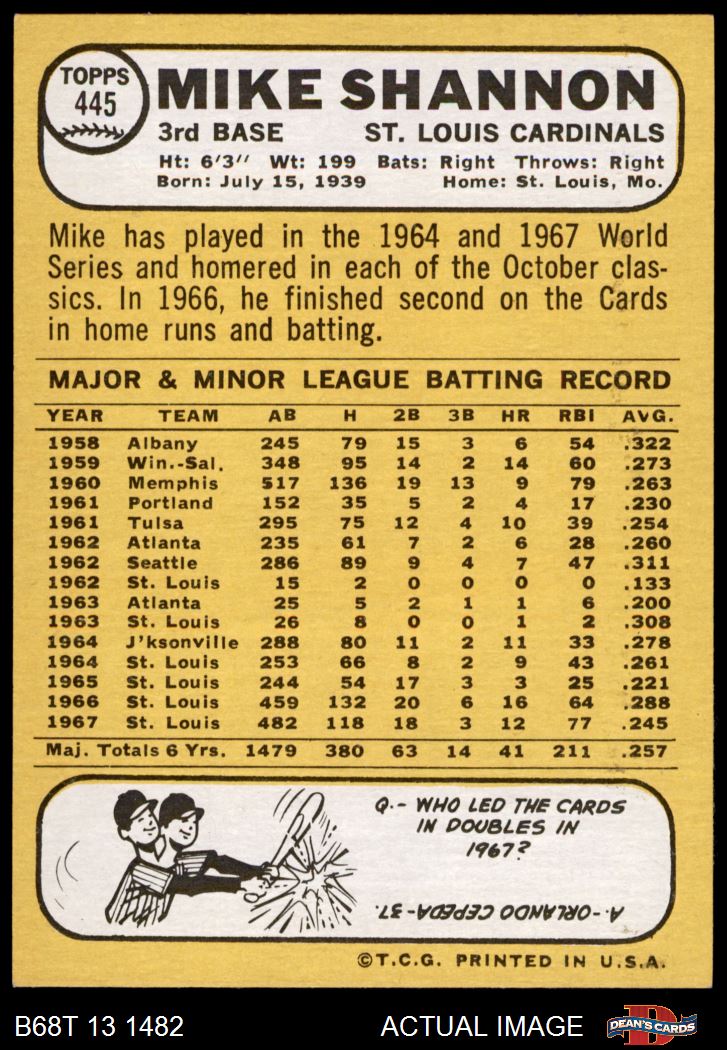 TOPPS
445
MIKE SHANNON
3rd BASE ST. LOUIS CARDINALS
Ht: 6'3" Wt: 199 Bats: Right Throws: Right
Born: July 15, 1939 Home: St. Louis, Mo.
Mike has played in the 1964 and 1967 World
Series and homered in each of the October clas-
sics. In 1966, he finished second on the Cards
in home runs and batting.
MAJOR & MINOR LEAGUE BATTING RECORD
YEAR TEAM AB H 2B 3B HR RBI AVG.
1958 Albany 245 79 15 3 6 54 .322
1959 Win.-Sal. 348 95 14 2 14 60 .273
1960 Memphis 517 136 19 13 9 79 .263
1961 Portland 152 35 5 2 4 17 .230
1961 Tulsa 295 75 12 4 10 39 .254
1962 Atlanta 235 61 7 2 6 28 .260
1962 Seattle 286 89 9 4 7 47 .311
1962 St. Louis 15 2 0 0 0 0 .133
1963 Atlanta 25 5 2 1 1 6 .200
1963 St. Louis 26 8 0 0 1 2 .308
1964 J'ksonville 288 80 11 2 11 33 .278
1964 St. Louis 253 66 8 2 9 43 .261
1965 St. Louis 244 54 17 3 3 25 .221
1966 St. Louis 459 132 20 6 16 64 .288
1967 St. Louis 482 118 18 3 12 77 .245
Maj. Totals 6 Yrs. 1479 380 63 14 41 211 .257
Q.- WHO LED THE CARDS
IN DOUBLES IN
1967?
A.- ORLANDO CEPEDA - 37.
©T.C.G. PRINTED IN U.S.A.
B68T 13 1482 ACTUAL IMAGE DEAN'S CARDS